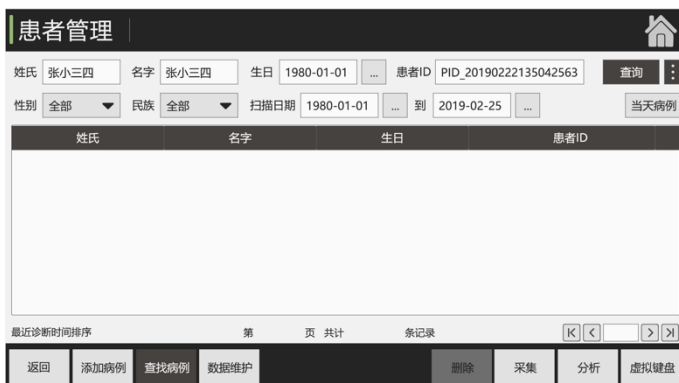 患者管理
姓氏 张小三四 名字 张小三四 生日 1980-01-01 ... 患者ID PID_20190222135042563 查询
性别 全部 民族 全部 扫描日期 1980-01-01 ... 到 2019-02-25 ... 当天病例
姓氏 名字 生日 患者ID
最近诊断时间排序 第 页 共计 条记录
返回 添加病例 查找病例 数据维护 删除 采集 分析 虚拟键盘